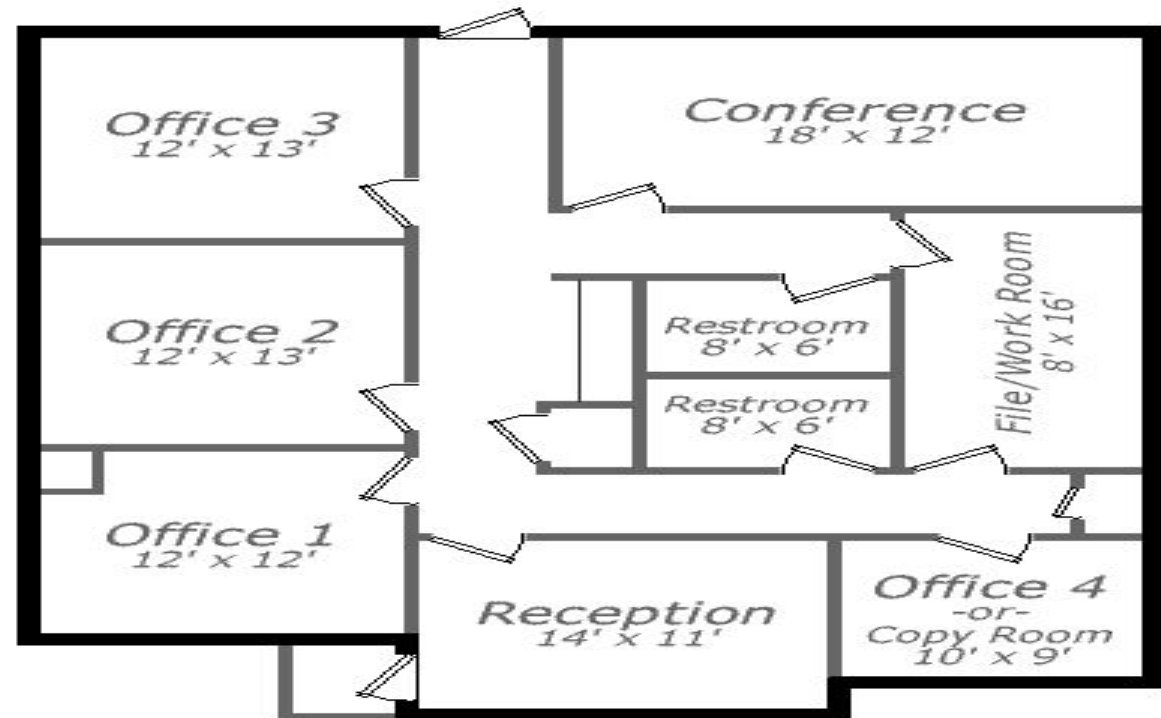 Office 3
12' x 13'
Conference
18' x 12'
Office 2
12' x 13'
Restroom
8' x 6'
File/Work Room
8' x 16'
Restroom
8' x 6'
Office 1
12' x 12'
Reception
14' x 11'
Office 4
-or-
Copy Room
10' x 9'